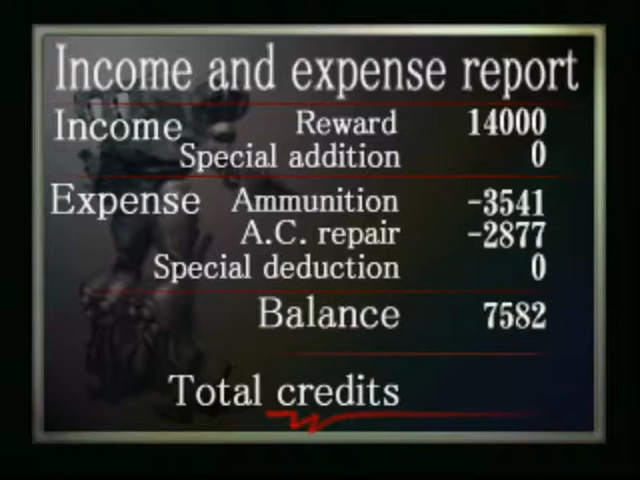 Income and expense report
Income Reward 14000
Special addition 0
Expense Ammunition -3541
A.C. repair -2877
Special deduction 0
Balance 7582
Total credits